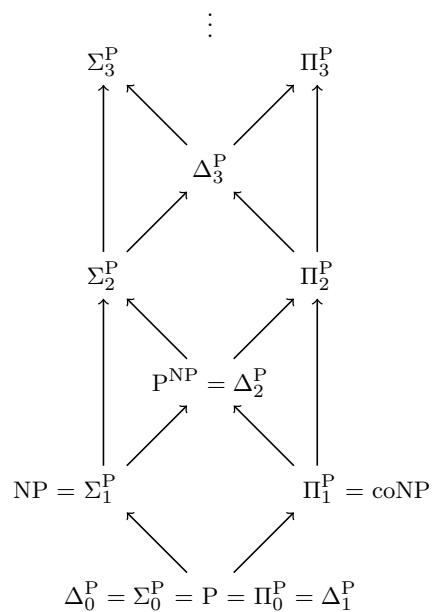 ⋮
Σ₃ᴾ Π₃ᴾ
Δ₃ᴾ
Σ₂ᴾ Π₂ᴾ
Pᴺᴾ = Δ₂ᴾ
NP = Σ₁ᴾ Π₁ᴾ = coNP
Δ₀ᴾ = Σ₀ᴾ = P = Π₀ᴾ = Δ₁ᴾ